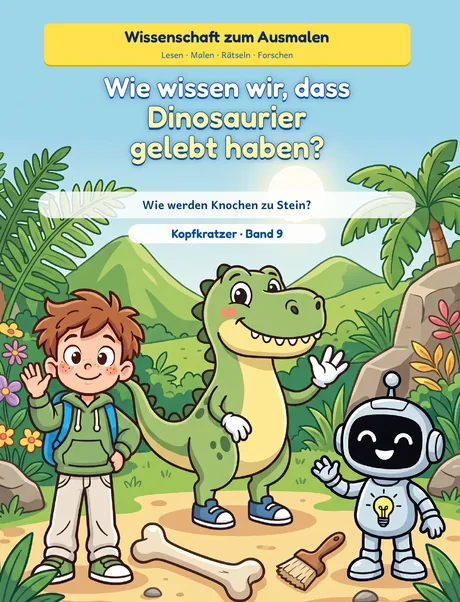 Wissenschaft zum Ausmalen
Lesen · Malen · Rätseln · Forschen
Wie wissen wir, dass
Dinosaurier
gelebt haben?
Wie werden Knochen zu Stein?
Kopfkratzer · Band 9